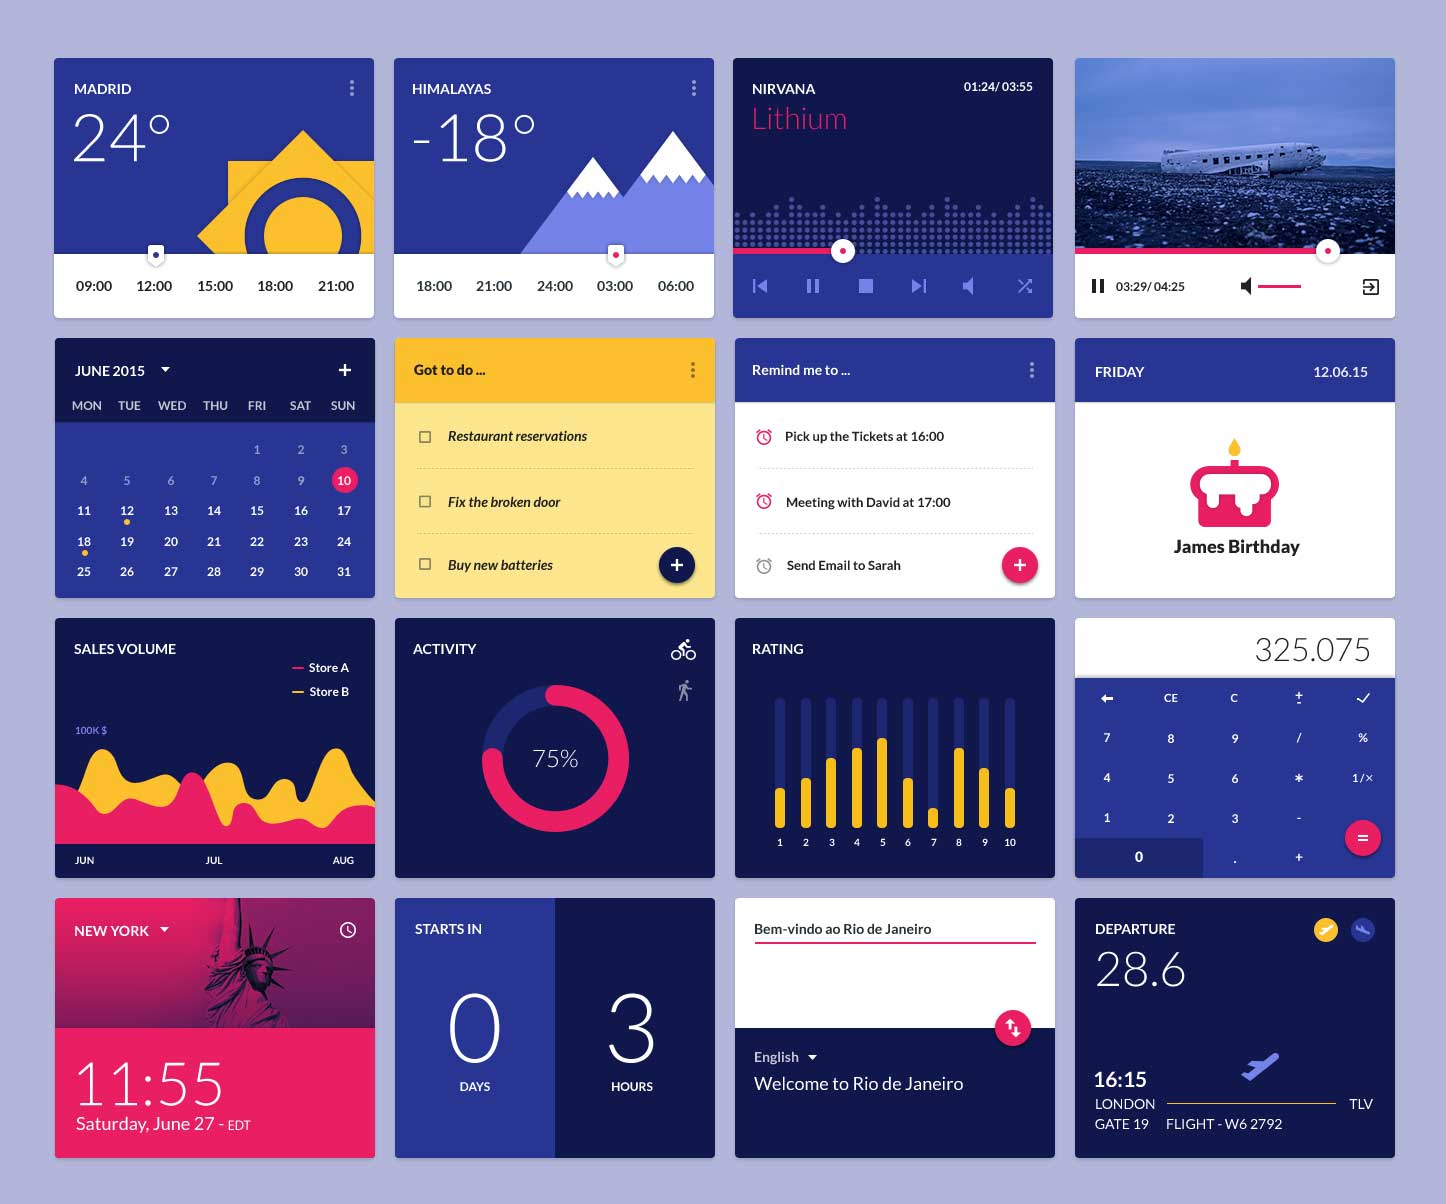 MADRID
24°
09:00 12:00 15:00 18:00 21:00
HIMALAYAS
-18°
18:00 21:00 24:00 03:00 06:00
NIRVANA 01:24/ 03:55
Lithium
03:29/ 04:25
JUNE 2015 +
MON TUE WED THU FRI SAT SUN
1 2 3
4 5 6 7 8 9 10
11 12 13 14 15 16 17
18 19 20 21 22 23 24
25 26 27 28 29 30 31
Got to do ...
Restaurant reservations
Fix the broken door
Buy new batteries
+
Remind me to ...
Pick up the Tickets at 16:00
Meeting with David at 17:00
Send Email to Sarah
+
FRIDAY 12.06.15
James Birthday
SALES VOLUME
Store A
Store B
100K $
JUN JUL AUG
ACTIVITY
75%
RATING
1 2 3 4 5 6 7 8 9 10
325.075
CE C ±
7 8 9 / %
4 5 6 * 1/×
1 2 3 -
=
0 . +
NEW YORK
11:55
Saturday, June 27 - EDT
STARTS IN
0 3
DAYS HOURS
Bem-vindo ao Rio de Janeiro
English
Welcome to Rio de Janeiro
DEPARTURE
28.6
16:15
LONDON TLV
GATE 19 FLIGHT - W6 2792